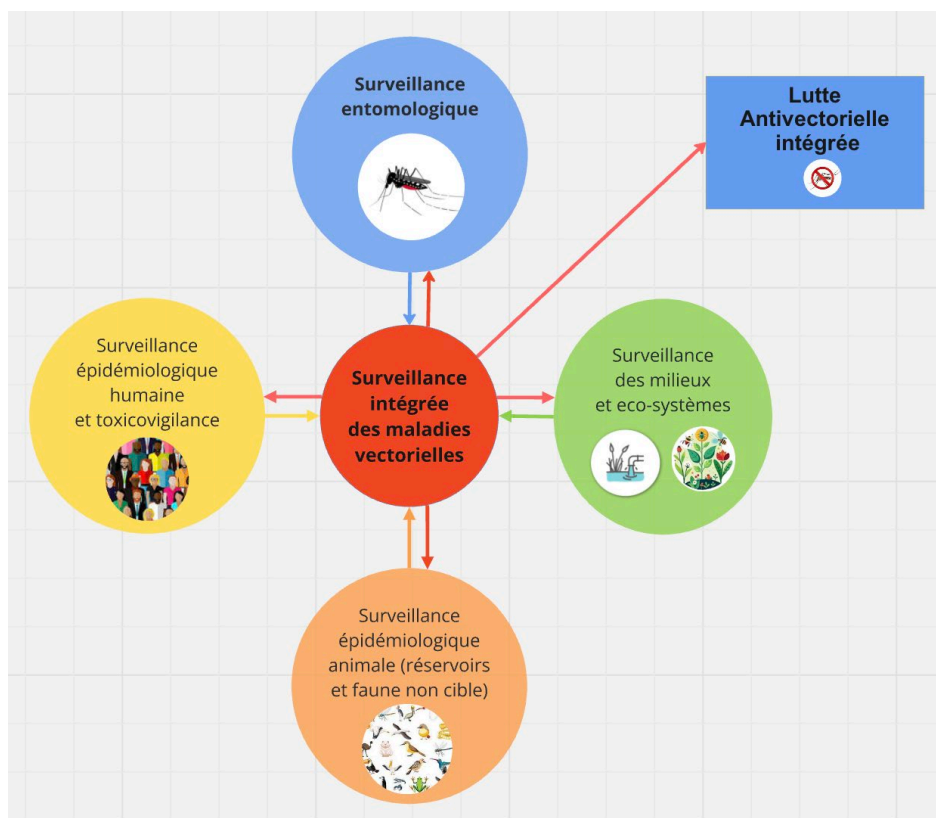 Surveillance
entomologique
Lutte
Antivectorielle
intégrée
Surveillance
épidémiologique
humaine
et toxicovigilance
Surveillance
intégrée
des maladies
vectorielles
Surveillance
des milieux
et eco-systèmes
Surveillance
épidémiologique
animale (réservoirs
et faune non cible)